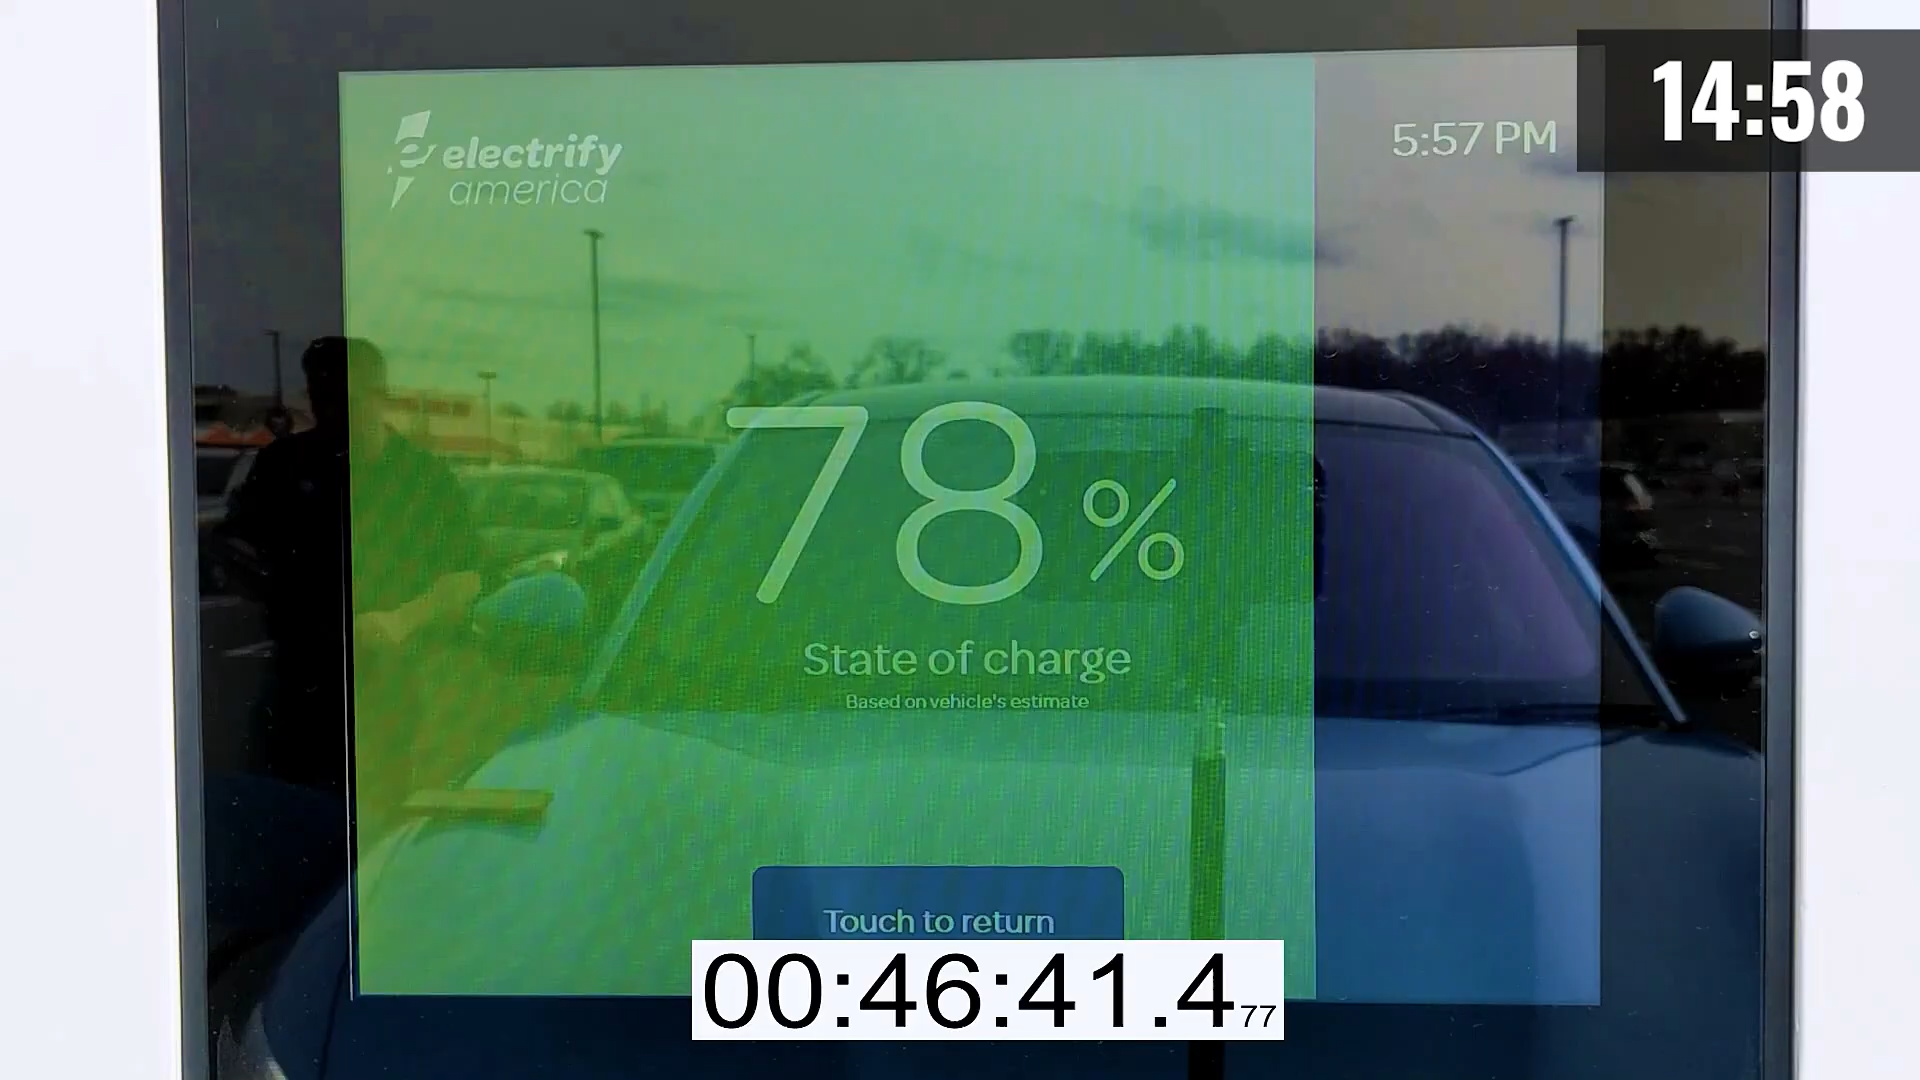 14:58
5:57 PM
electrify
america
78%
State of charge
Based on vehicle's estimate
Touch to return
00:46:41.477